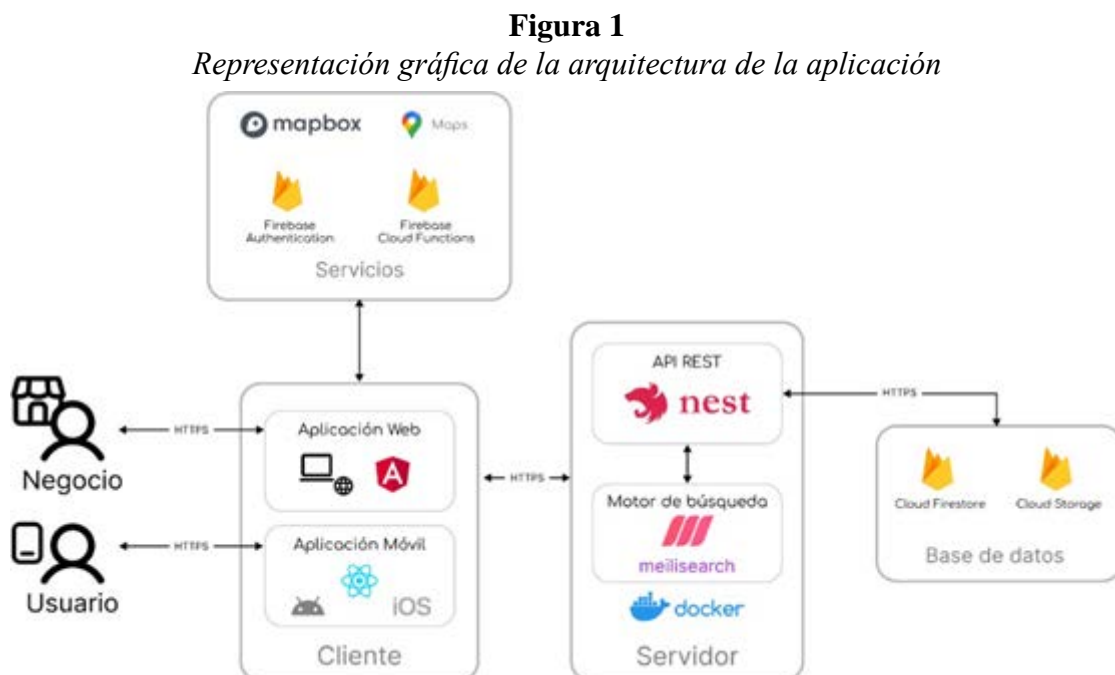 Figura 1
Representación gráfica de la arquitectura de la aplicación
mapbox
Maps
Firebase
Authentication
Firebase
Cloud Functions
Servicios
Negocio
HTTPS
Usuario
HTTPS
Aplicación Web
Aplicación Móvil
iOS
Cliente
HTTPS
API REST
nest
Motor de búsqueda
meilisearch
docker
Servidor
HTTPS
Cloud Firestore
Cloud Storage
Base de datos